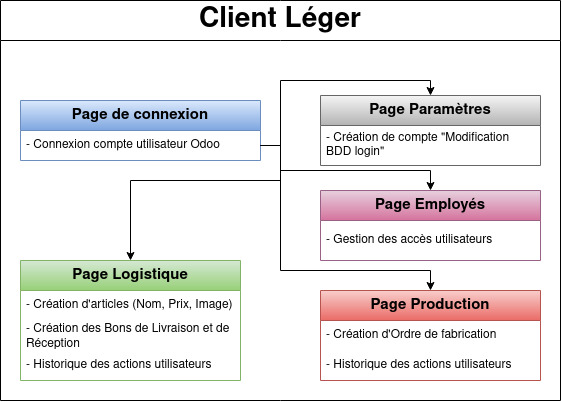 Client Léger
Page de connexion
- Connexion compte utilisateur Odoo
Page Paramètres
- Création de compte "Modification
BDD login"
Page Employés
- Gestion des accès utilisateurs
Page Logistique
- Création d'articles (Nom, Prix, Image)
- Création des Bons de Livraison et de
Réception
- Historique des actions utilisateurs
Page Production
- Création d'Ordre de fabrication
- Historique des actions utilisateurs